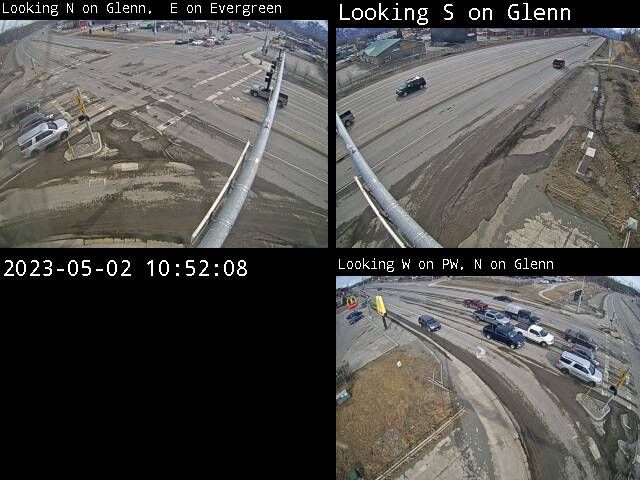 Looking N on Glenn,  E on Evergreen
Looking S on Glenn
2023-05-02 10:52:08
Looking W on PW, N on Glenn